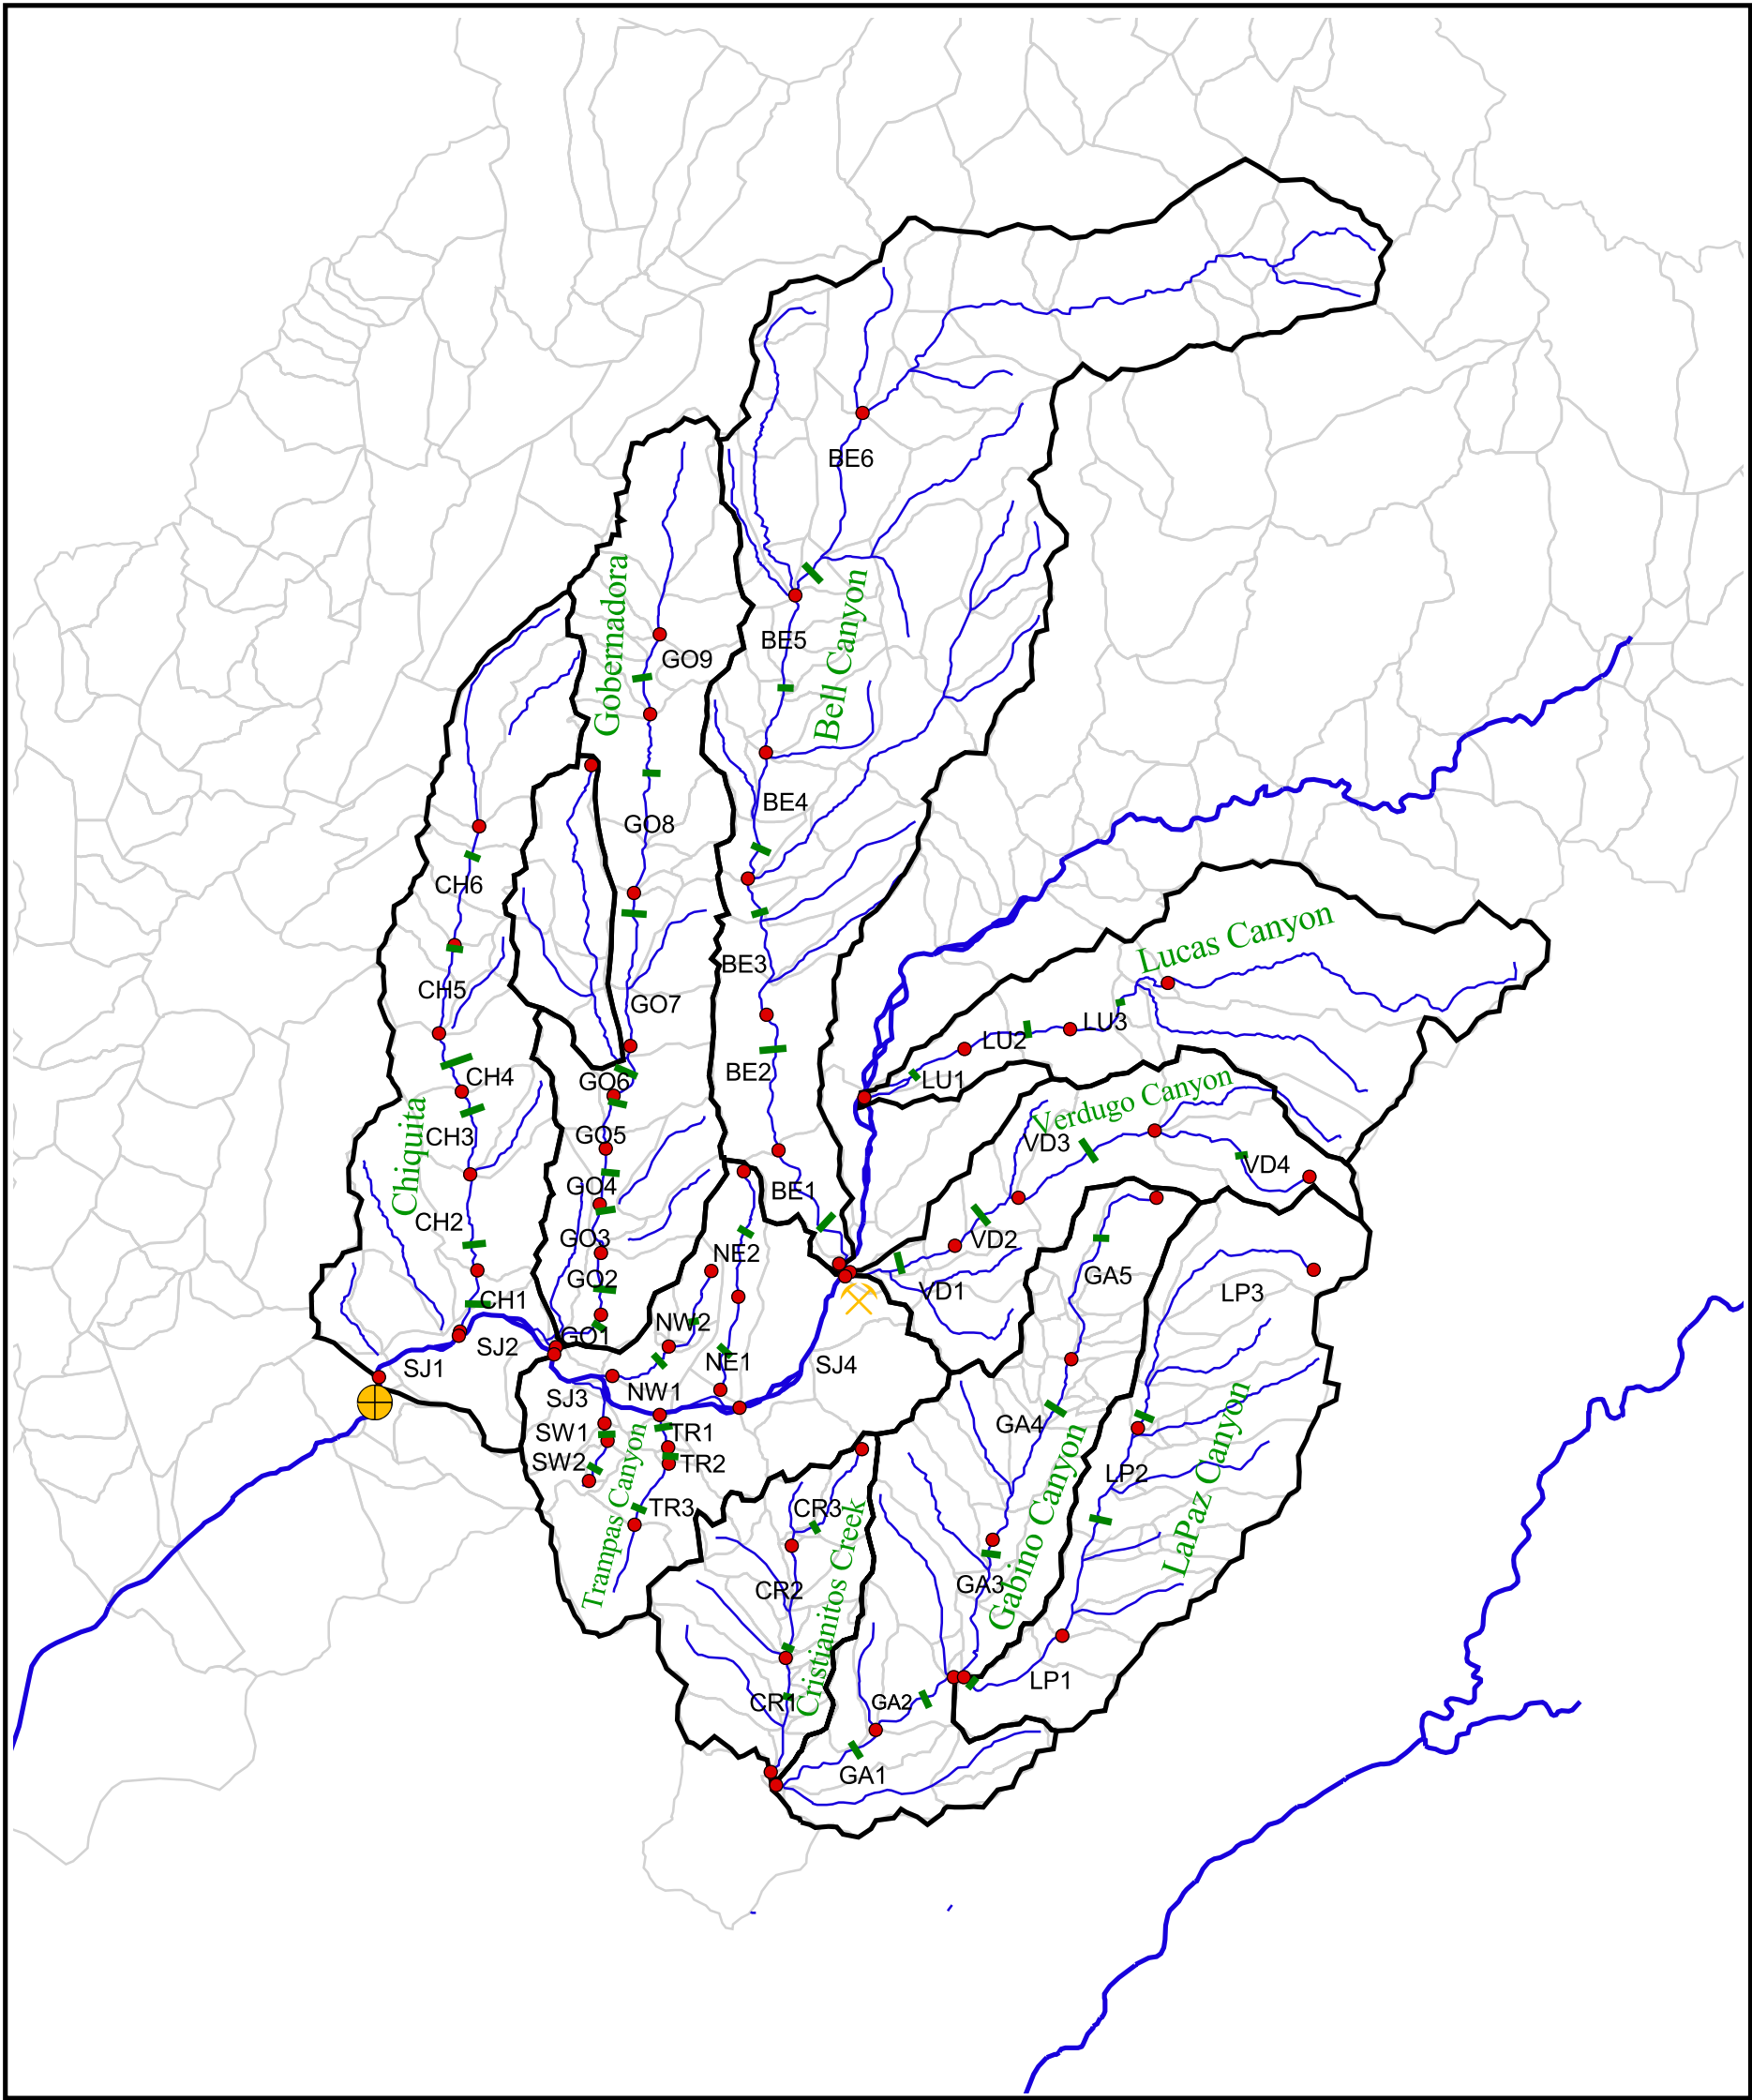 BE6
Gobernadora
Bell Canyon
BE5
GO9
BE4
GO8
CH6
Lucas Canyon
BE3
CH5
GO7
LU3
LU2
BE2
LU1
CH4
GO6
Verdugo Canyon
Chiquita
CH3
GO5
VD3
VD4
GO4
BE1
CH2
GO3
VD2
NE2
GO2
GA5
VD1
LP3
CH1
GO1
NW2
SJ2
SJ1
NE1
SJ4
SJ3
NW1
GA4
SW1
TR1
SW2
TR2
LP2
LaPaz Canyon
Gabino Canyon
Trampas Canyon
TR3
CR3
Cristianitos Creek
CR2
GA3
LP1
CR1
GA2
GA1